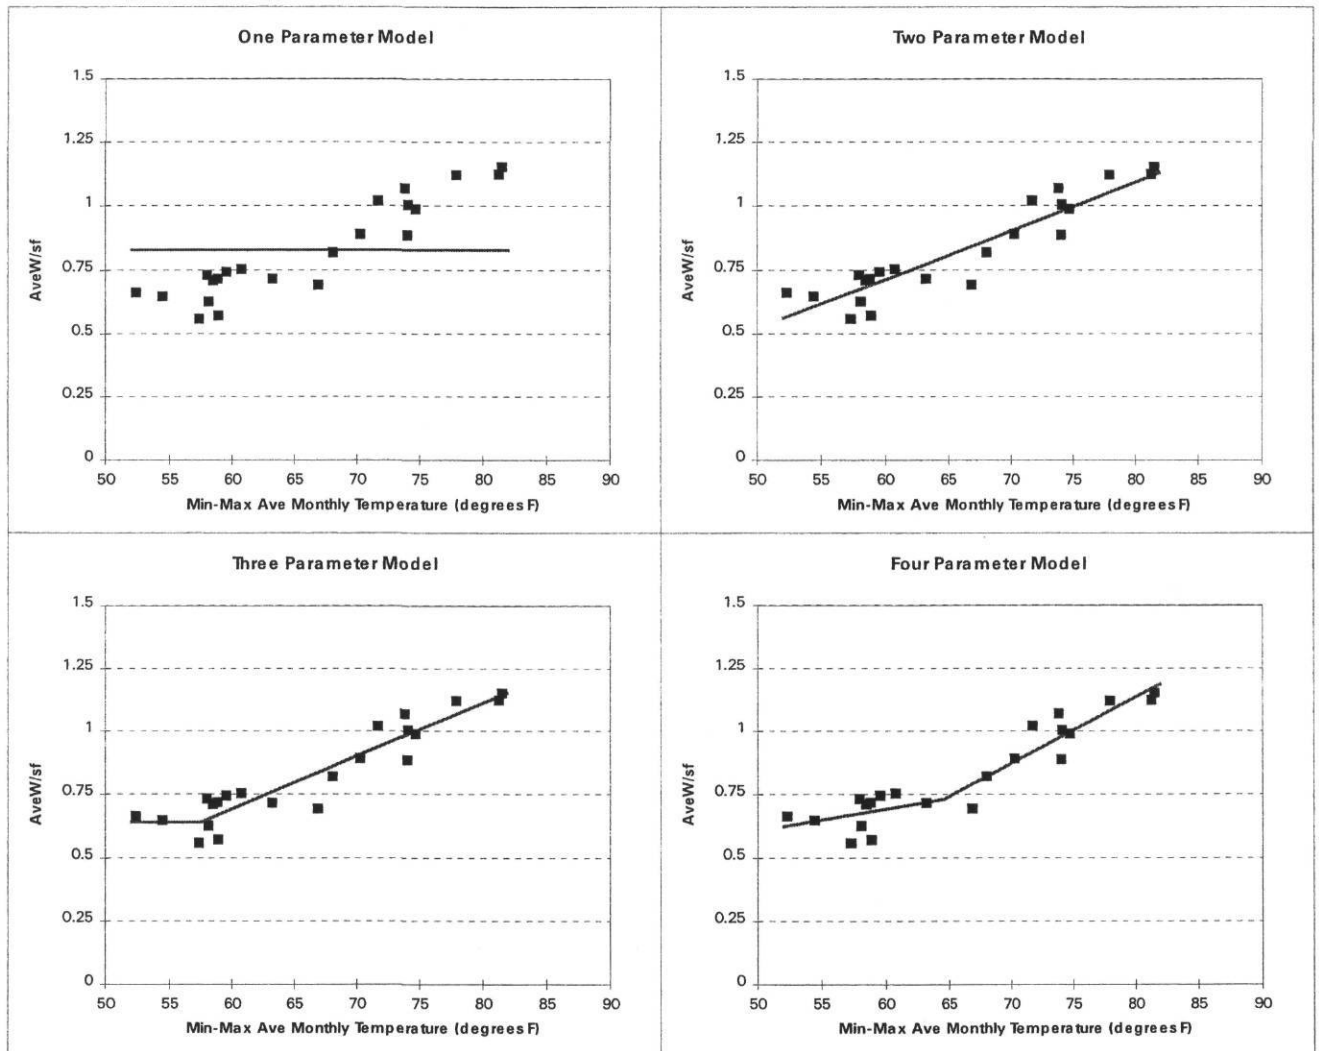 One Parameter Model
1.5
1.25
1
0.75
0.5
0.25
0
AveW/sf
50 55 60 65 70 75 80 85 90
Min-Max Ave Monthly Temperature (degrees F)
Two Parameter Model
1.5
1.25
1
0.75
0.5
0.25
0
AveW/sf
50 55 60 65 70 75 80 85 90
Min-Max Ave Monthly Temperature (degrees F)
Three Parameter Model
1.5
1.25
1
0.75
0.5
0.25
0
AveW/sf
50 55 60 65 70 75 80 85 90
Min-Max Ave Monthly Temperature (degrees F)
Four Parameter Model
1.5
1.25
1
0.75
0.5
0.25
0
AveW/sf
50 55 60 65 70 75 80 85 90
Min-Max Ave Monthly Temperature (degrees F)